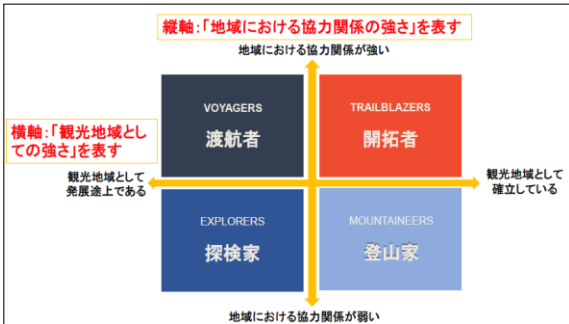 縦軸:「地域における協力関係の強さ」を表す
地域における協力関係が強い
横軸:「観光地域とし
ての強さ」を表す
VOYAGERS
渡航者
TRAILBLAZERS
開拓者
観光地域として
発展途上である
観光地域として
確立している
EXPLORERS
探検家
MOUNTAINEERS
登山家
地域における協力関係が弱い